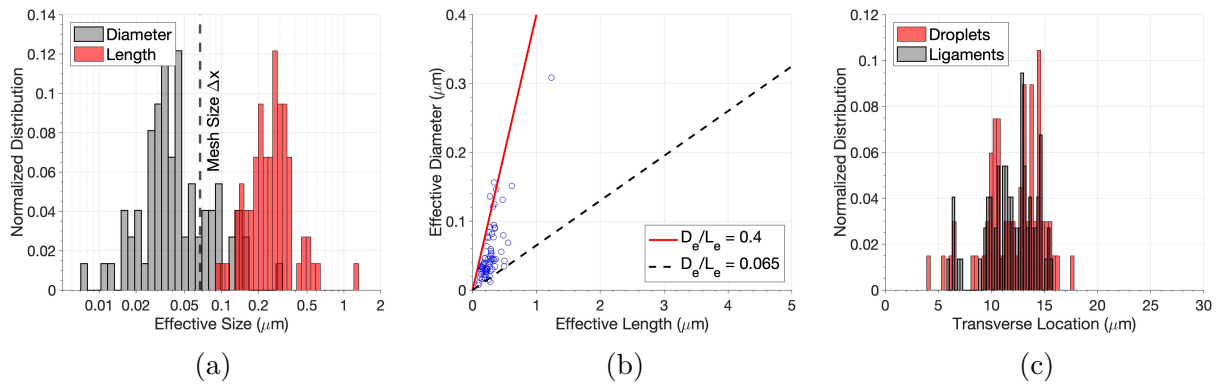 0.14
0.12
0.1
0.08
0.06
0.04
0.02
0
Normalized Distribution
Diameter
Length
Mesh Size Δx
0.01 0.02 0.05 0.1 0.2 0.5 1 2
Effective Size (μm)
(a)
0.4
0.3
0.2
0.1
0
Effective Diameter (μm)
D_e/L_e = 0.4
D_e/L_e = 0.065
0 1 2 3 4 5
Effective Length (μm)
(b)
0.12
0.1
0.08
0.06
0.04
0.02
0
Normalized Distribution
Droplets
Ligaments
0 5 10 15 20 25 30
Transverse Location (μm)
(c)